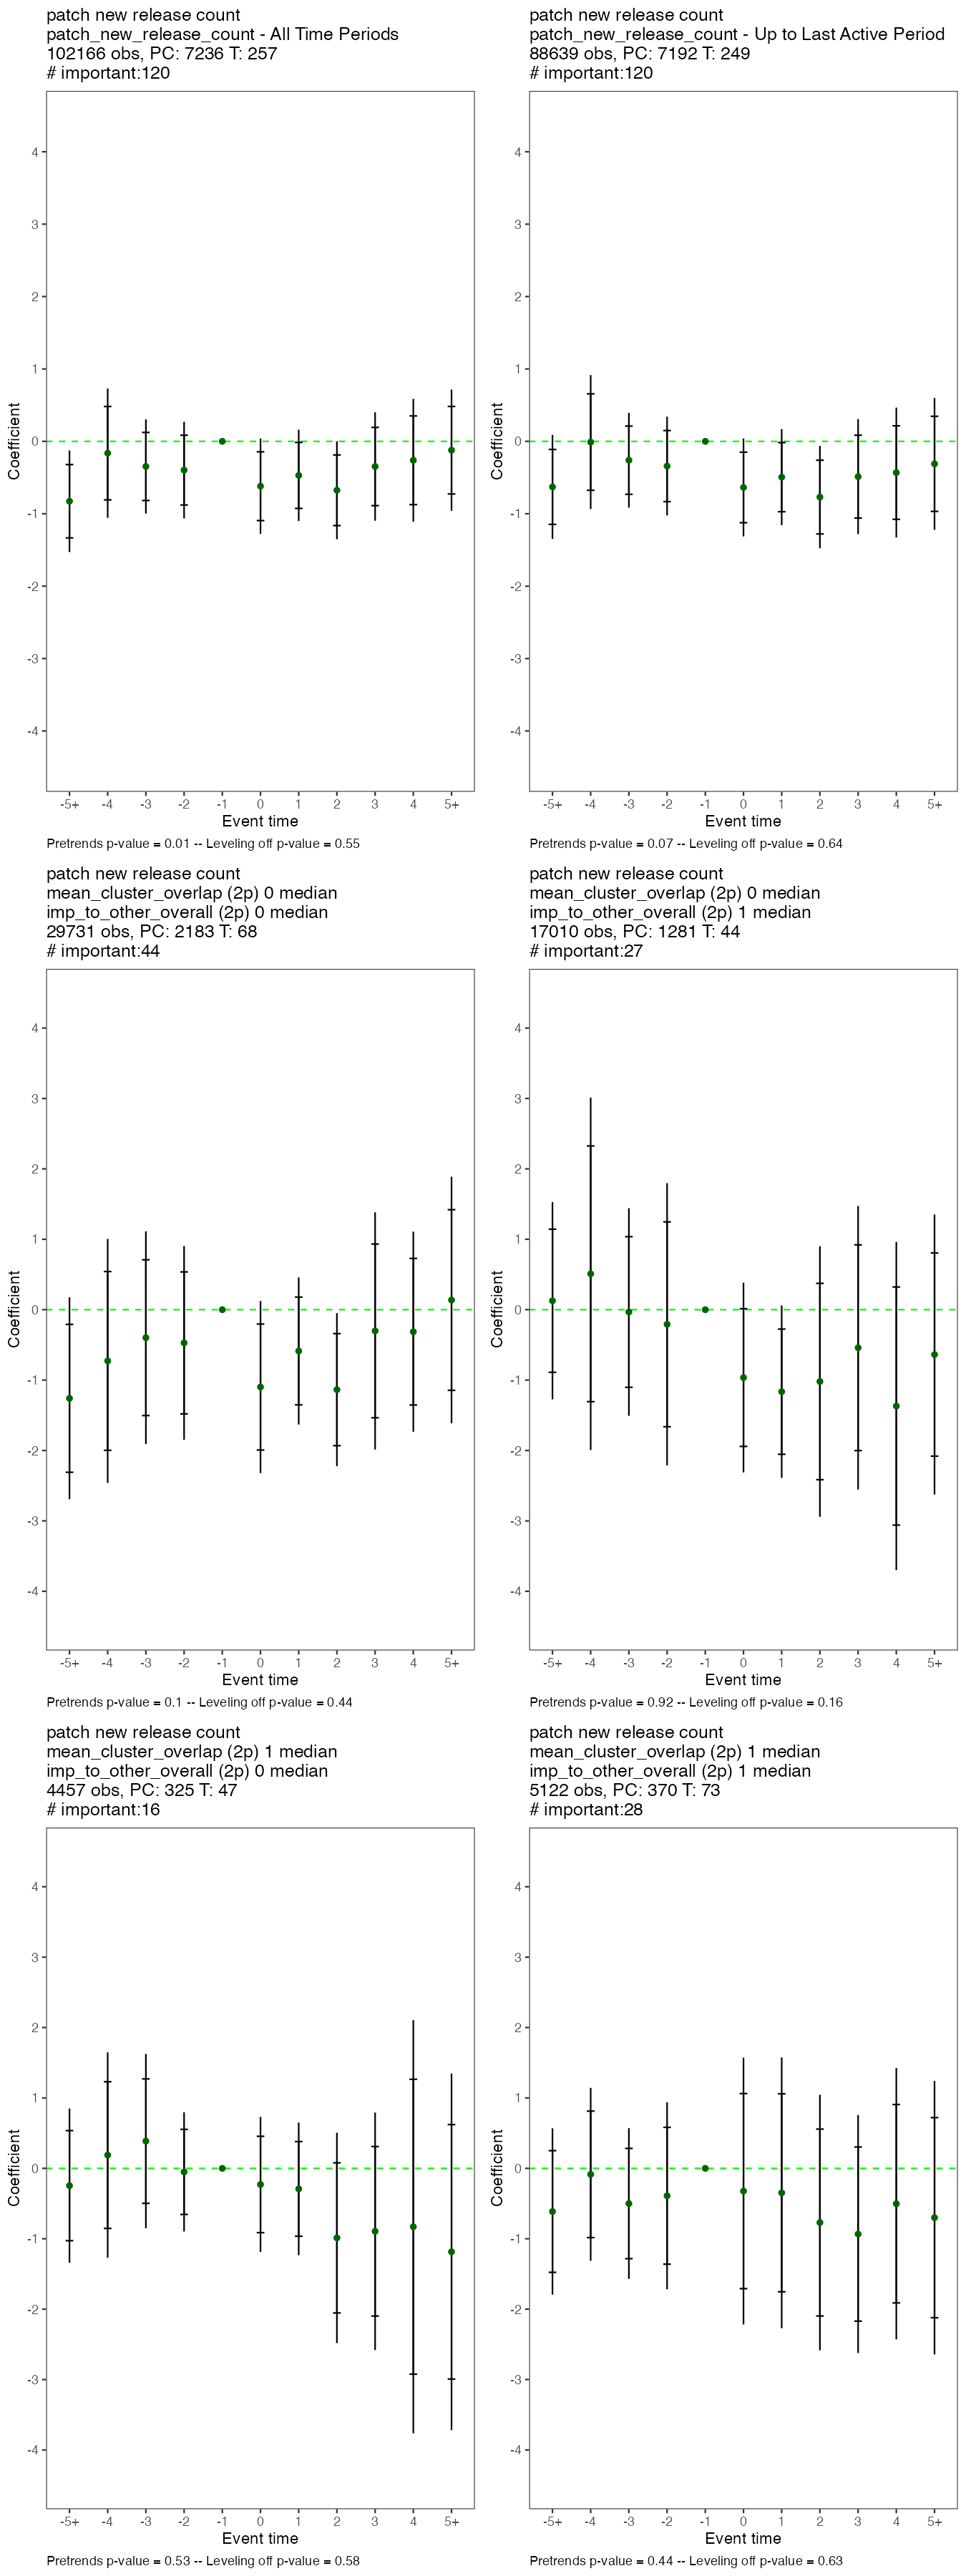 patch new release count
patch_new_release_count - All Time Periods
102166 obs, PC: 7236 T: 257
# important:120
4
3
2
1
0
-1
-2
-3
-4
Coefficient
-5+ -4 -3 -2 -1 0 1 2 3 4 5+
Event time
Pretrends p-value = 0.01 -- Leveling off p-value = 0.55
patch new release count
patch_new_release_count - Up to Last Active Period
88639 obs, PC: 7192 T: 249
# important:120
4
3
2
1
0
-1
-2
-3
-4
Coefficient
-5+ -4 -3 -2 -1 0 1 2 3 4 5+
Event time
Pretrends p-value = 0.07 -- Leveling off p-value = 0.64
patch new release count
mean_cluster_overlap (2p) 0 median
imp_to_other_overall (2p) 0 median
29731 obs, PC: 2183 T: 68
# important:44
4
3
2
1
0
-1
-2
-3
-4
Coefficient
-5+ -4 -3 -2 -1 0 1 2 3 4 5+
Event time
Pretrends p-value = 0.1 -- Leveling off p-value = 0.44
patch new release count
mean_cluster_overlap (2p) 0 median
imp_to_other_overall (2p) 1 median
17010 obs, PC: 1281 T: 44
# important:27
4
3
2
1
0
-1
-2
-3
-4
Coefficient
-5+ -4 -3 -2 -1 0 1 2 3 4 5+
Event time
Pretrends p-value = 0.92 -- Leveling off p-value = 0.16
patch new release count
mean_cluster_overlap (2p) 1 median
imp_to_other_overall (2p) 0 median
4457 obs, PC: 325 T: 47
# important:16
4
3
2
1
0
-1
-2
-3
-4
Coefficient
-5+ -4 -3 -2 -1 0 1 2 3 4 5+
Event time
Pretrends p-value = 0.53 -- Leveling off p-value = 0.58
patch new release count
mean_cluster_overlap (2p) 1 median
imp_to_other_overall (2p) 1 median
5122 obs, PC: 370 T: 73
# important:28
4
3
2
1
0
-1
-2
-3
-4
Coefficient
-5+ -4 -3 -2 -1 0 1 2 3 4 5+
Event time
Pretrends p-value = 0.44 -- Leveling off p-value = 0.63